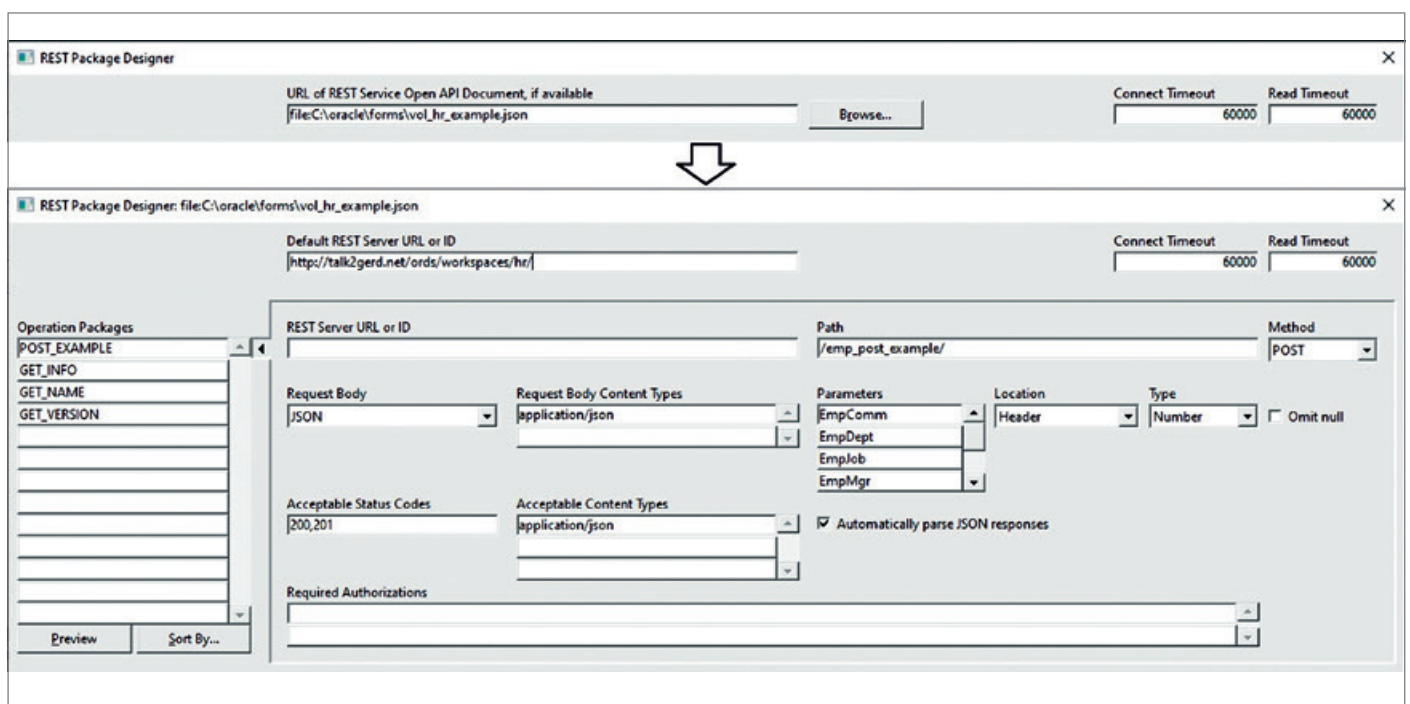 REST Package Designer
URL of REST Service Open API Document, if available
Connect Timeout
Read Timeout
file:C:\oracle\forms\vol_hr_example.json
Browse...
60000
60000
REST Package Designer: file:C:\oracle\forms\vol_hr_example.json
Default REST Server URL or ID
Connect Timeout
Read Timeout
http://talk2gerd.net/ords/workspaces/hr/
60000
60000
Operation Packages
REST Server URL or ID
Path
Method
POST_EXAMPLE
/emp_post_example/
POST
GET_INFO
GET_NAME
GET_VERSION
Request Body
Request Body Content Types
Parameters
Location
Type
JSON
application/json
EmpComm
Header
Number
Omit null
EmpDept
EmpJob
EmpMgr
Acceptable Status Codes
Acceptable Content Types
200,201
application/json
Automatically parse JSON responses
Required Authorizations
Preview
Sort By...